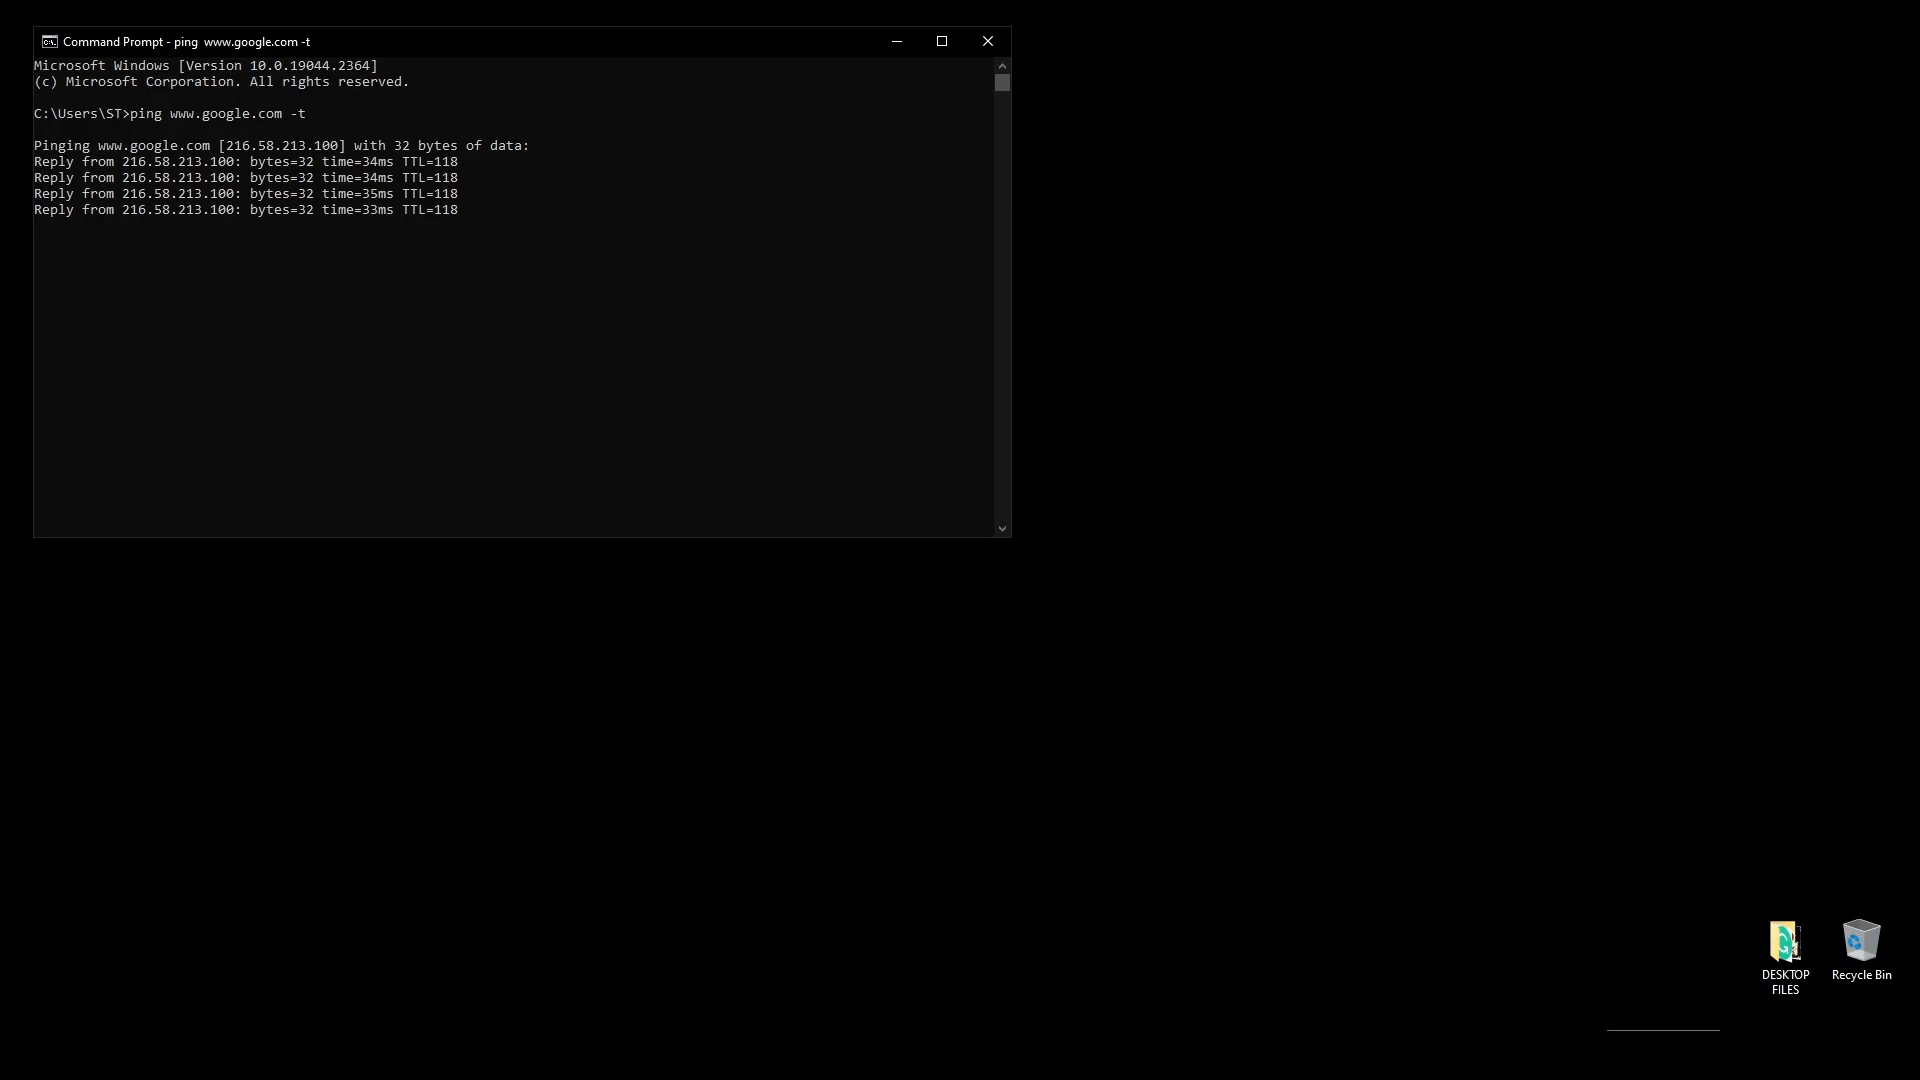 Command Prompt - ping  www.google.com -t
Microsoft Windows [Version 10.0.19044.2364]
(c) Microsoft Corporation. All rights reserved.
C:\Users\ST>ping www.google.com -t
Pinging www.google.com [216.58.213.100] with 32 bytes of data:
Reply from 216.58.213.100: bytes=32 time=34ms TTL=118
Reply from 216.58.213.100: bytes=32 time=34ms TTL=118
Reply from 216.58.213.100: bytes=32 time=35ms TTL=118
Reply from 216.58.213.100: bytes=32 time=33ms TTL=118
DESKTOP
FILES
Recycle Bin